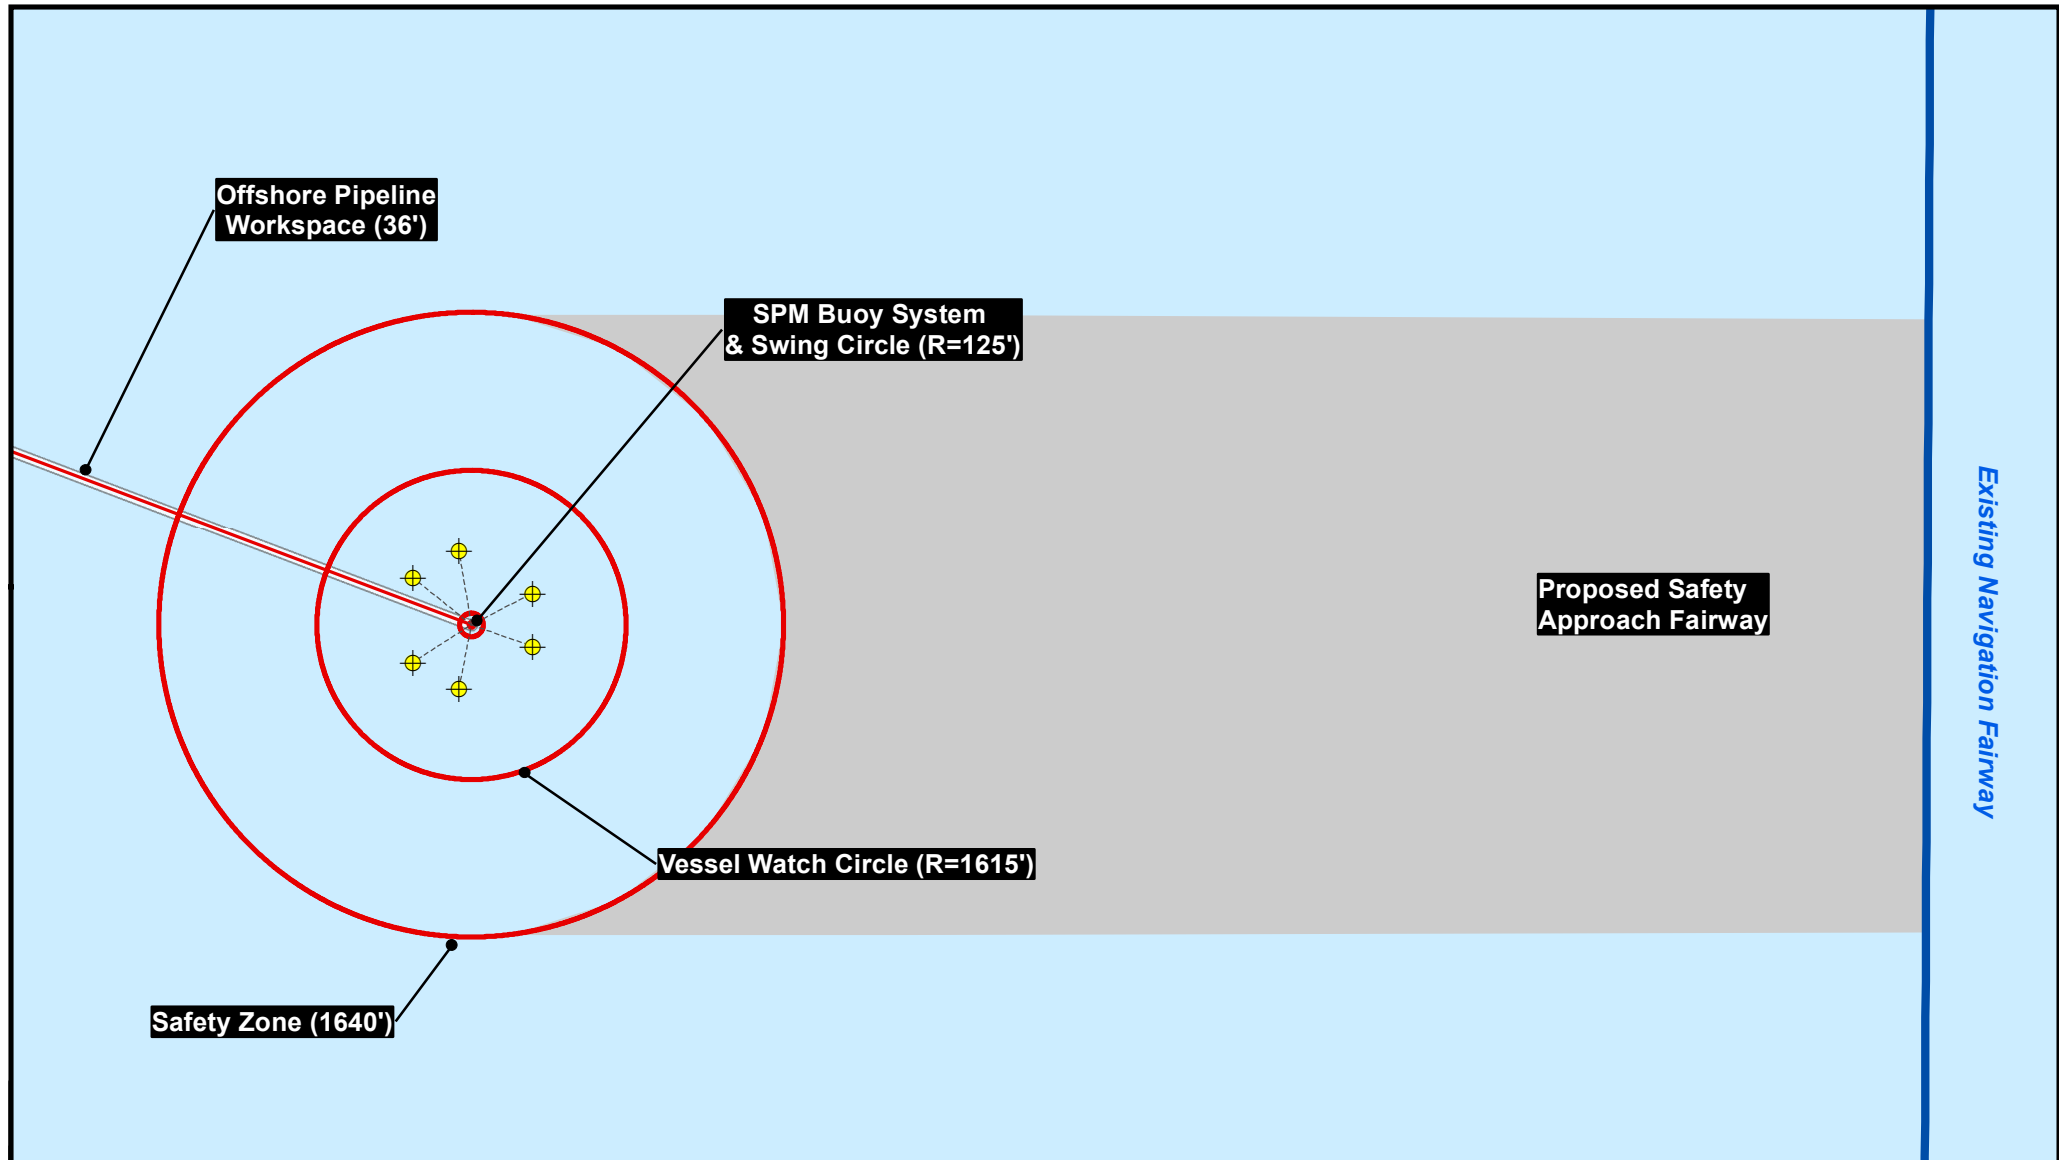 Offshore Pipeline
Workspace (36')
SPM Buoy System
& Swing Circle (R=125')
Existing Navigation Fairway
Proposed Safety
Approach Fairway
Vessel Watch Circle (R=1615')
Safety Zone (1640')